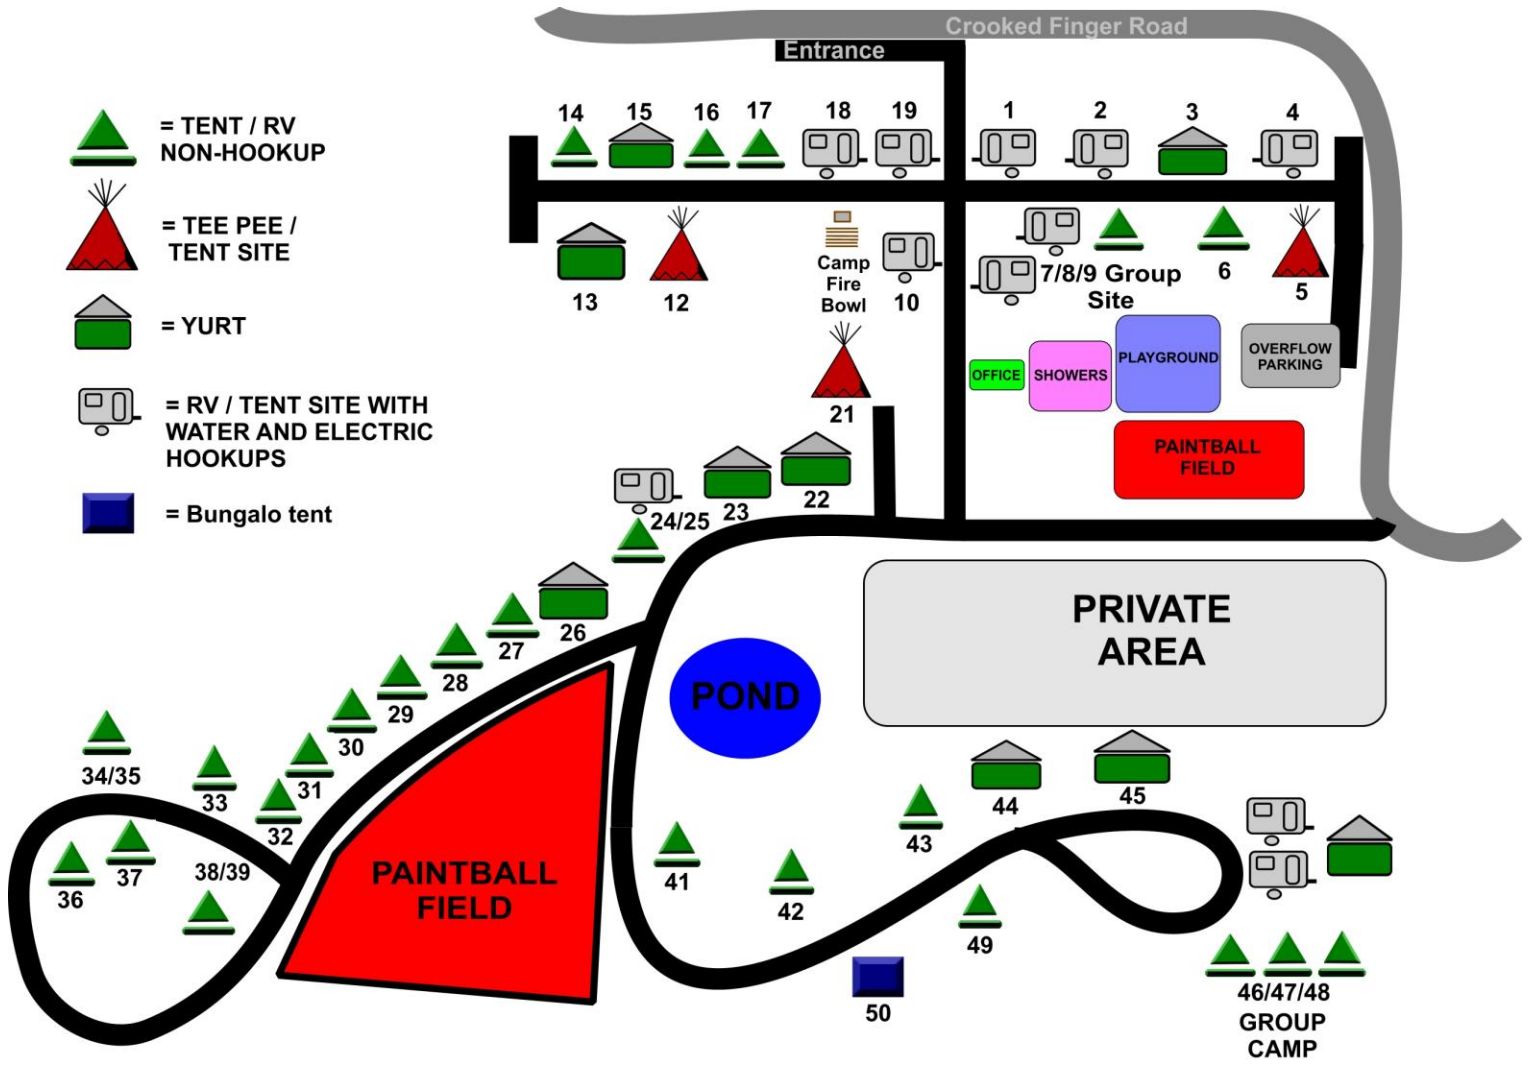 Crooked Finger Road
Entrance
= TENT / RV
NON-HOOKUP
= TEE PEE /
TENT SITE
= YURT
= RV / TENT SITE WITH
WATER AND ELECTRIC
HOOKUPS
= Bungalo tent
14
15
16
17
18
19
1
2
3
4
13
12
Camp
Fire
Bowl
10
7/8/9 Group
Site
6
5
OFFICE
SHOWERS
PLAYGROUND
OVERFLOW
PARKING
PAINTBALL
FIELD
21
22
23
24/25
26
27
28
29
30
31
32
33
34/35
36
37
38/39
PAINTBALL
FIELD
POND
PRIVATE
AREA
41
42
43
44
45
49
50
46/47/48
GROUP
CAMP